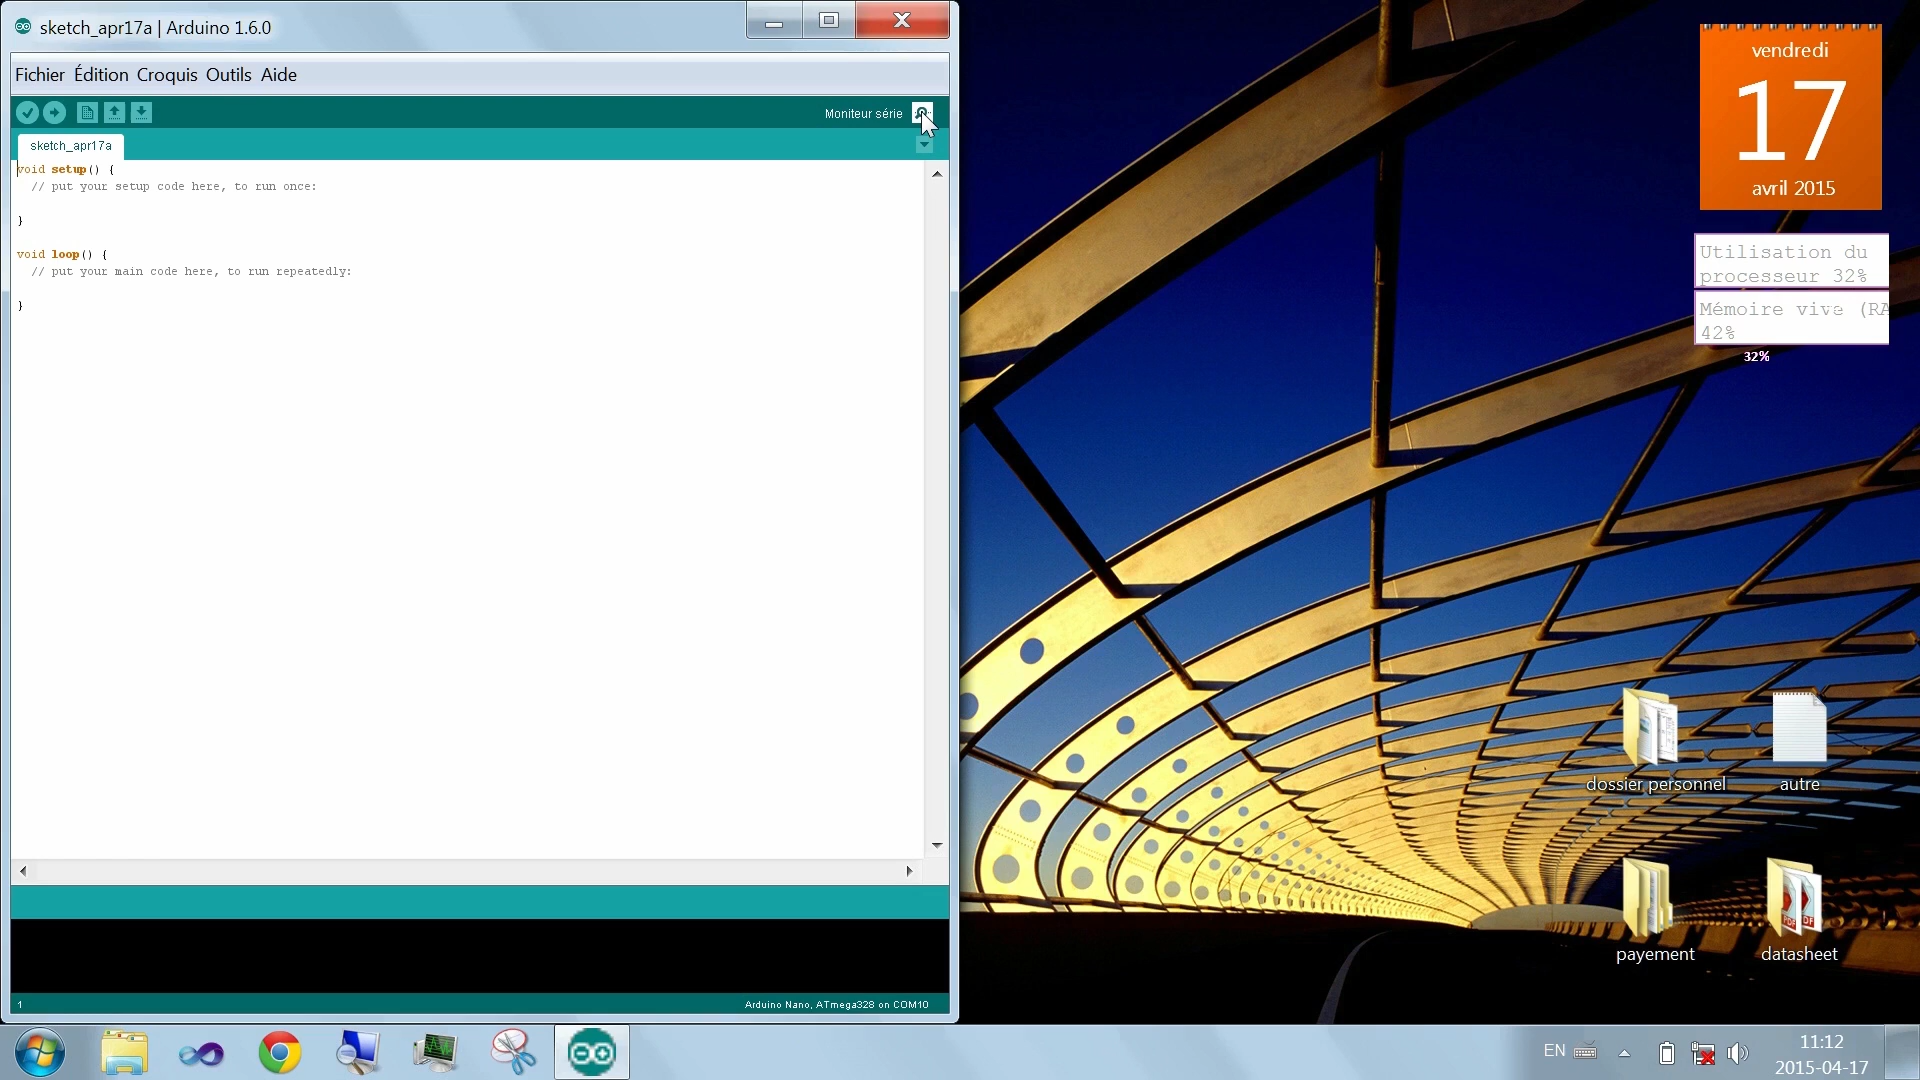 sketch_apr17a | Arduino 1.6.0
Fichier Édition Croquis Outils Aide
Moniteur série
sketch_apr17a
void setup() {
// put your setup code here, to run once:
}
void loop() {
// put your main code here, to run repeatedly:
}
1
Arduino Nano, ATmega328 on COM10
vendredi
17
avril 2015
Utilisation du
processeur 32%
Mémoire vive (RA
42%
32%
dossier personnel
autre
payement
datasheet
EN
11:12
2015-04-17